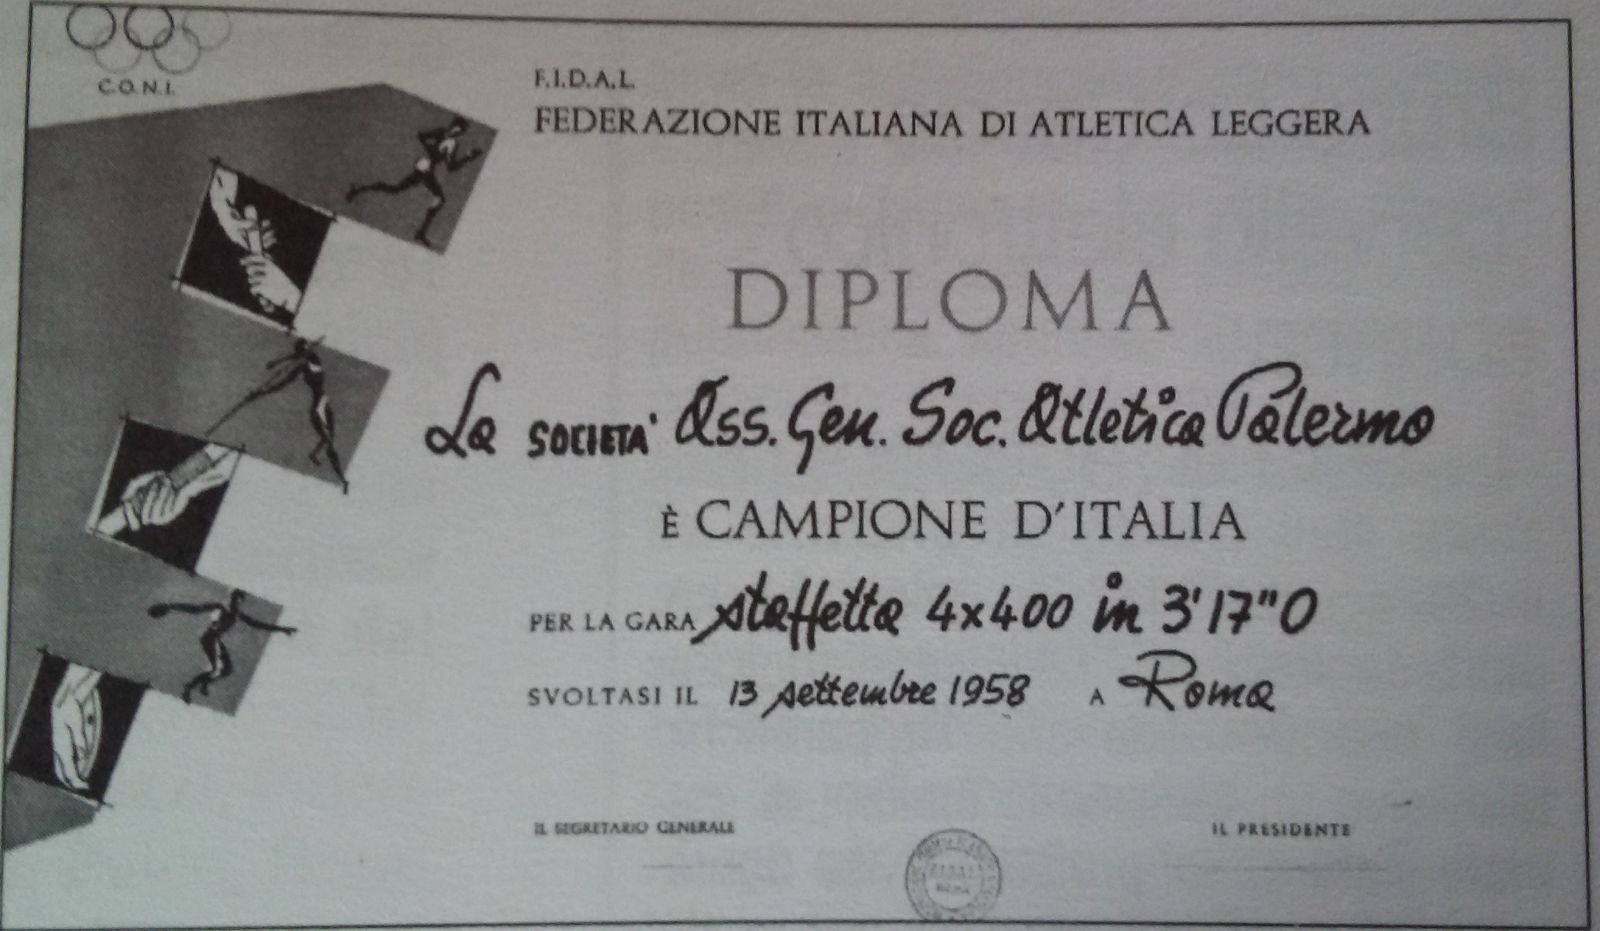 C.O.N.I.
F.I.D.A.L.
FEDERAZIONE ITALIANA DI ATLETICA LEGGERA
DIPLOMA
La SOCIETA' Ass. Gen. Soc. Atletica Palermo
È CAMPIONE D'ITALIA
PER LA GARA staffetta 4x400 in 3'17"0
SVOLTASI IL 13 settembre 1958 A Roma
IL SEGRETARIO GENERALE
IL PRESIDENTE